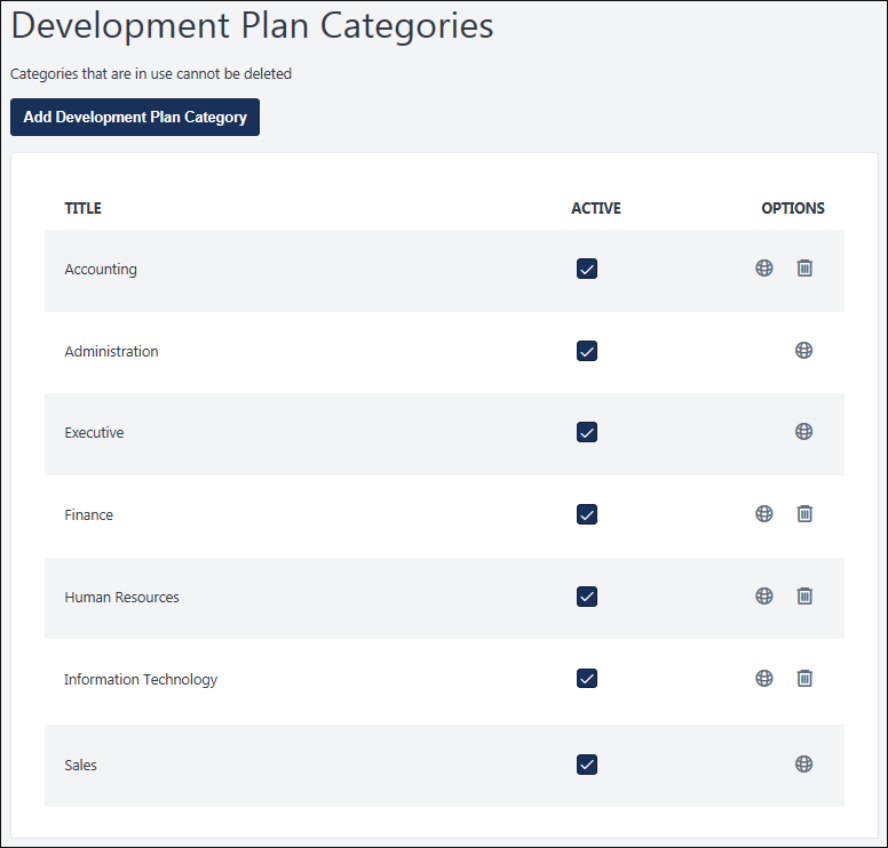 Development Plan Categories
Categories that are in use cannot be deleted
Add Development Plan Category
TITLE ACTIVE OPTIONS
Accounting
Administration
Executive
Finance
Human Resources
Information Technology
Sales